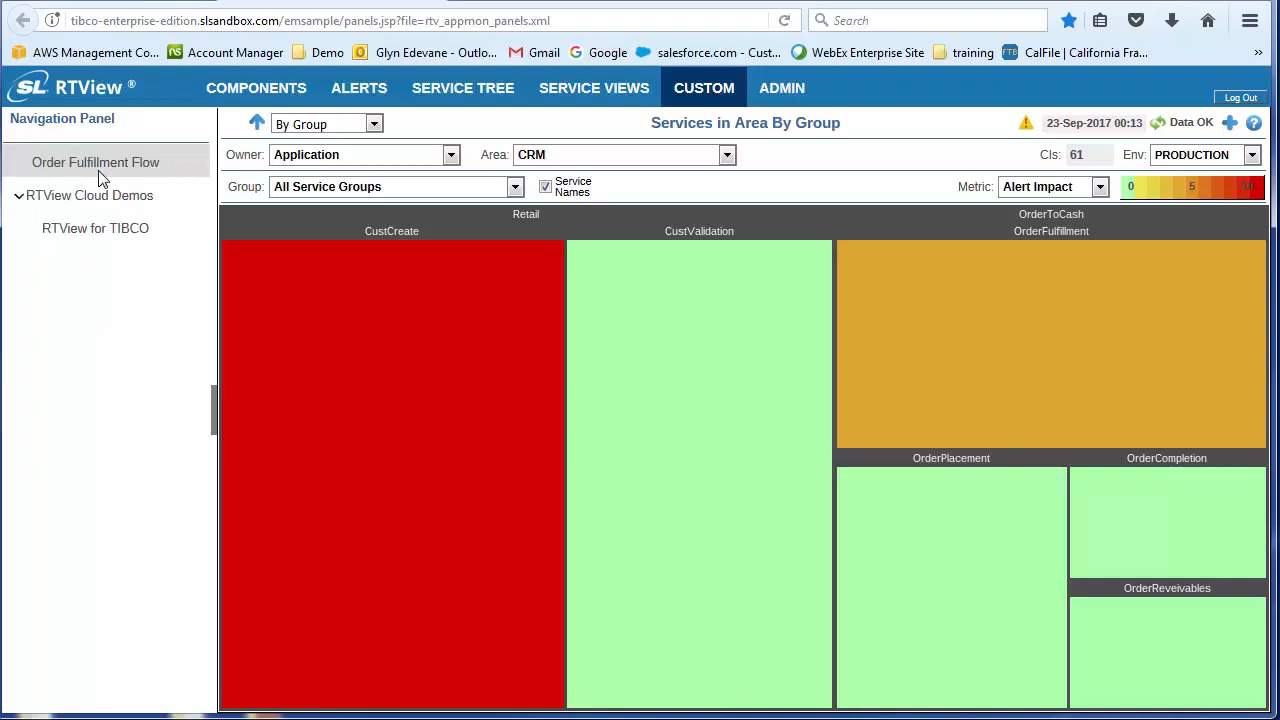 tibco-enterprise-edition.slsandbox.com/emsample/panels.jsp?file=rtv_appmon_panels.xml
Search
AWS Management Co...
Account Manager
Demo
Glyn Edevane - Outlo...
Gmail
Google
salesforce.com - Cust...
WebEx Enterprise Site
training
CalFile | California Fra...
SL RTView ®
COMPONENTS
ALERTS
SERVICE TREE
SERVICE VIEWS
CUSTOM
ADMIN
Log Out
Navigation Panel
Order Fulfillment Flow
RTView Cloud Demos
RTView for TIBCO
By Group
Services in Area By Group
23-Sep-2017 00:13
Data OK
Owner: Application
Area: CRM
CIs: 61
Env: PRODUCTION
Group: All Service Groups
Service
Names
Metric: Alert Impact
0 5 10
Retail
OrderToCash
CustCreate
CustValidation
OrderFulfillment
OrderPlacement
OrderCompletion
OrderReveivables